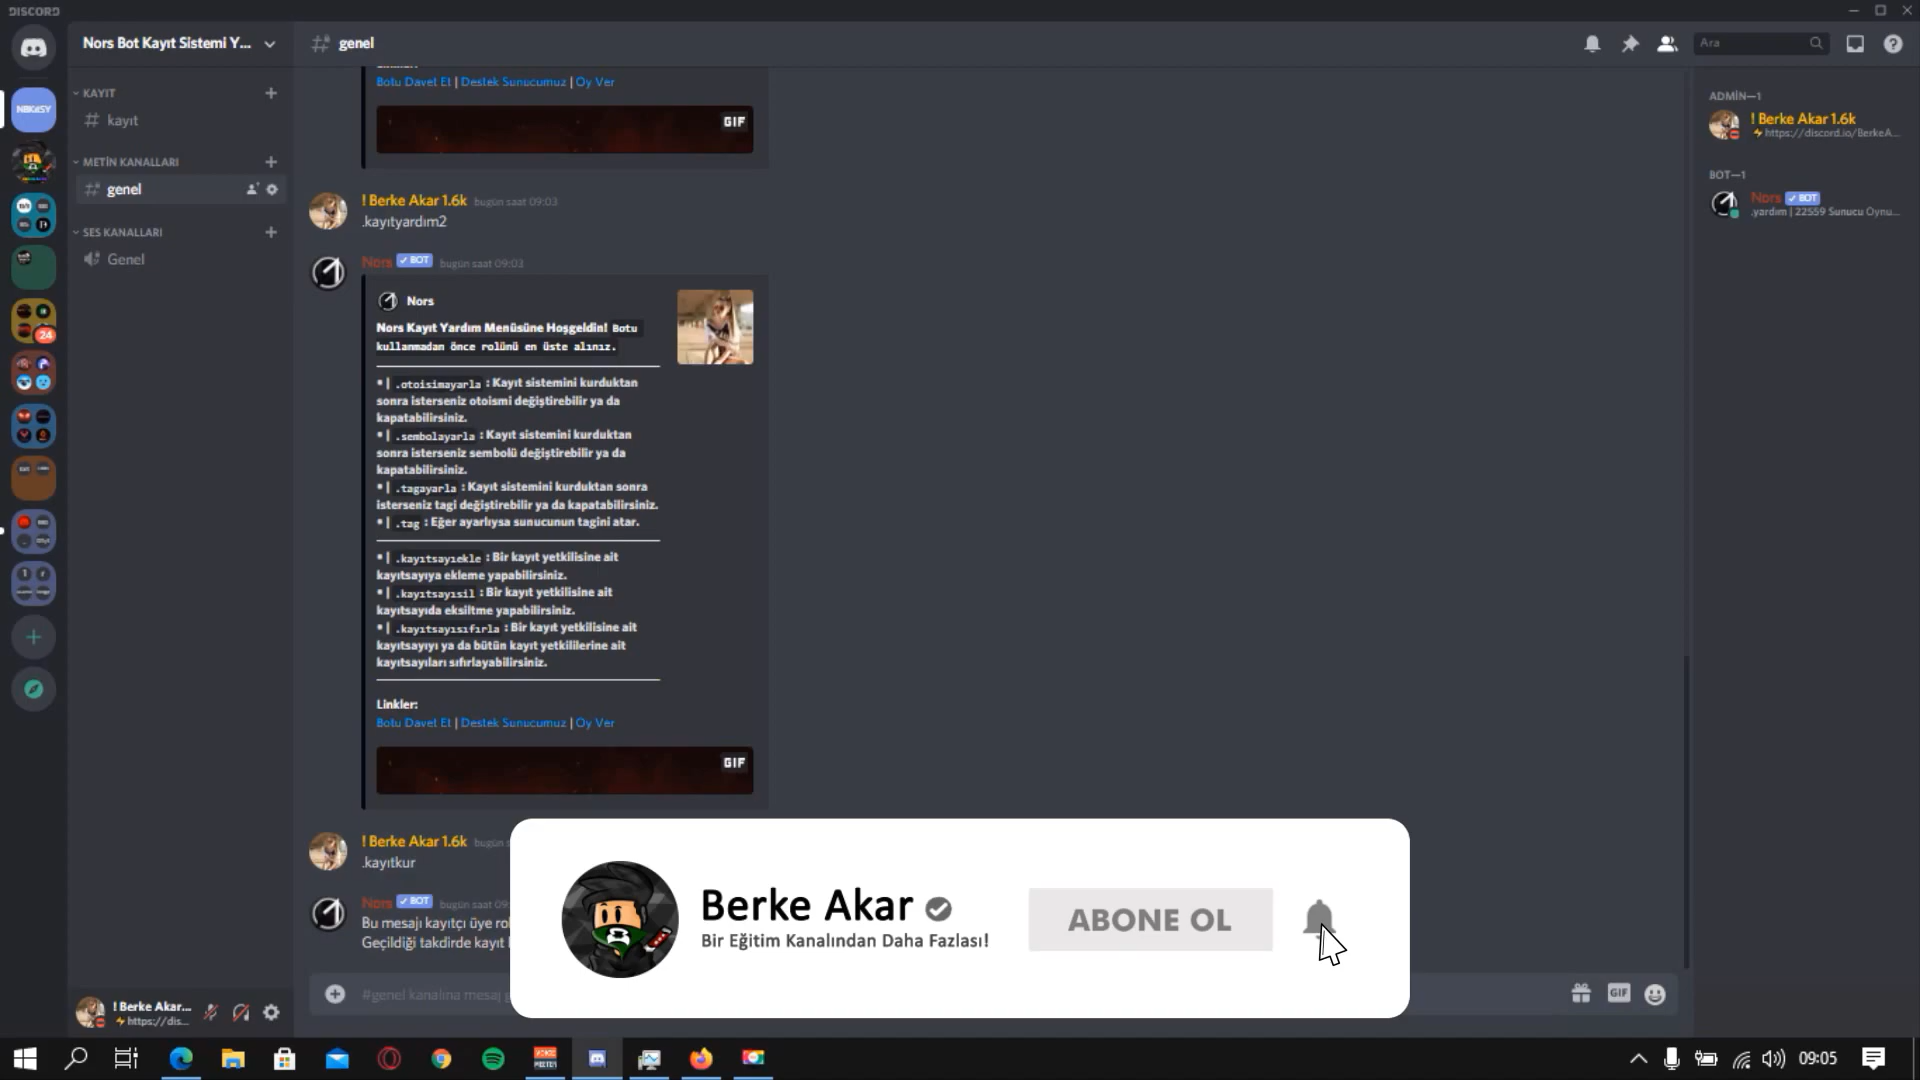 DISCORD
Nors Bot Kayıt Sistemi Y...
genel
Ara
KAYIT
kayıt
METİN KANALLARI
genel
SES KANALLARI
Genel
24
Botu Davet Et | Destek Sunucumuz | Oy Ver
GIF
! Berke Akar 1.6k bugün saat 09:03
.kayıtyardım2
Nors BOT bugün saat 09:03
Nors
Nors Kayıt Yardım Menüsüne Hoşgeldin! Botu
kullanmadan önce rolünü en üste alınız.
• | .otoisimayarla : Kayıt sistemini kurduktan
sonra isterseniz otoismi değiştirebilir ya da
kapatabilirsiniz.
• | .sembolayarla : Kayıt sistemini kurduktan
sonra isterseniz sembolü değiştirebilir ya da
kapatabilirsiniz.
• | .tagayarla : Kayıt sistemini kurduktan sonra
isterseniz tagi değiştirebilir ya da kapatabilirsiniz.
• | .tag : Eğer ayarlıysa sunucunun tagini atar.
• | .kayıtsayıekle : Bir kayıt yetkilisine ait
kayıtsayıya ekleme yapabilirsiniz.
• | .kayıtsayısil : Bir kayıt yetkilisine ait
kayıtsayıda eksiltme yapabilirsiniz.
• | .kayıtsayısıfırla : Bir kayıt yetkilisine ait
kayıtsayıyı ya da bütün kayıt yetkililerine ait
kayıtsayıları sıfırlayabilirsiniz.
Linkler:
Botu Davet Et | Destek Sunucumuz | Oy Ver
GIF
! Berke Akar 1.6k bugün s
.kayıtkur
Nors BOT bugün saat 09
Bu mesajı kayıtçı üye rol
Geçildiği takdirde kayıt
#genel kanalına mesaj g
GIF
ADMİN—1
! Berke Akar 1.6k
https://discord.io/BerkeA...
BOT—1
Nors BOT
.yardım | 22559 Sunucu Oynu...
! Berke Akar...
https://dis...
Berke Akar
Bir Eğitim Kanalından Daha Fazlası!
ABONE OL
09:05